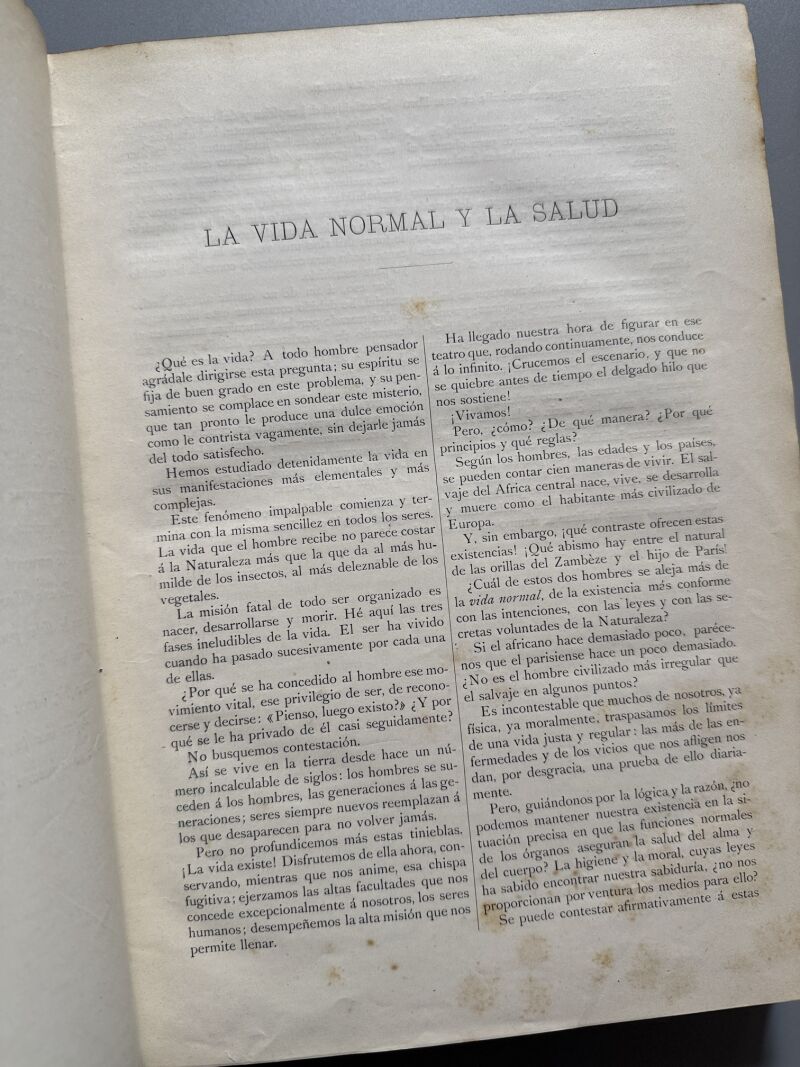 LA VIDA NORMAL Y LA SALUD
¿Qué es la vida? A todo hombre pensador
agrádale dirigirse esta pregunta; su espíritu se
fija de buen grado en este problema, y su pen-
samiento se complace en sondear este misterio,
que tan pronto le produce una dulce emoción
como le contrista vagamente, sin dejarle jamás
del todo satisfecho.
Hemos estudiado detenidamente la vida en
sus manifestaciones más elementales y más
complejas.
Este fenómeno impalpable comienza y ter-
mina con la misma sencillez en todos los seres.
La vida que el hombre recibe no parece costar
á la Naturaleza más que la que da al más hu-
milde de los insectos, al más deleznable de los
vegetales.
La misión fatal de todo ser organizado es
nacer, desarrollarse y morir. Hé aquí las tres
fases ineludibles de la vida. El ser ha vivido
cuando ha pasado sucesivamente por cada una
de ellas.
¿Por qué se ha concedido al hombre ese mo-
vimiento vital, ese privilegio de ser, de recono-
cerse y decirse: «Pienso, luego existo?» ¿Y por
qué se le ha privado de él casi seguidamente?
No busquemos contestación.
Así se vive en la tierra desde hace un nú-
mero incalculable de siglos: los hombres se su-
ceden á los hombres, las generaciones á las ge-
neraciones; seres siempre nuevos reemplazan á
los que desaparecen para no volver jamás.
Pero no profundicemos más estas tinieblas.
¡La vida existe! Disfrutemos de ella ahora, con-
servando, mientras que nos anime, esa chispa
fugitiva; ejerzamos las altas facultades que nos
concede excepcionalmente á nosotros, los seres
humanos; desempeñemos la alta misión que nos
permite llenar.
Ha llegado nuestra hora de figurar en ese
teatro que, rodando continuamente, nos conduce
á lo infinito. ¡Crucemos el escenario, y que no
se quiebre antes de tiempo el delgado hilo que
nos sostiene!
¡Vivamos!
Pero, ¿cómo? ¿De qué manera? ¿Por qué
principios y qué reglas?
Según los hombres, las edades y los países,
se pueden contar cien maneras de vivir. El sal-
vaje del Africa central nace, vive, se desarrolla
y muere como el habitante más civilizado de
Europa.
Y, sin embargo, ¡qué contraste ofrecen estas
existencias! ¡Qué abismo hay entre el natural
de las orillas del Zambèze y el hijo de París!
¿Cuál de estos dos hombres se aleja más de
la vida normal, de la existencia más conforme
con las intenciones, con las leyes y con las se-
cretas voluntades de la Naturaleza?
Si el africano hace demasiado poco, paréce-
nos que el parisiense hace un poco demasiado.
¿No es el hombre civilizado más irregular que
el salvaje en algunos puntos?
Es incontestable que muchos de nosotros, ya
física, ya moralmente, traspasamos los límites
de una vida justa y regular: las más de las en-
fermedades y de los vicios que nos afligen nos
dan, por desgracia, una prueba de ello diaria-
mente.
Pero, guiándonos por la lógica y la razón, ¿no
podemos mantener nuestra existencia en la si-
tuación precisa en que las funciones normales
de los órganos aseguran la salud del alma y
del cuerpo? La higiene y la moral, cuyas leyes
ha sabido encontrar nuestra sabiduría, ¿no nos
proporcionan por ventura los medios para ello?
Se puede contestar afirmativamente á estas